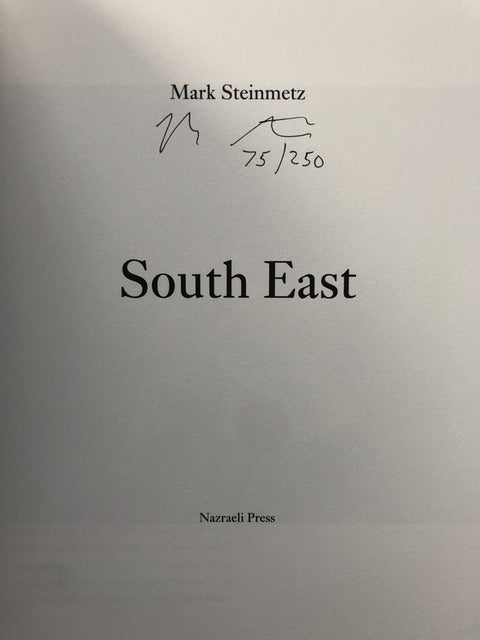 Mark Steinmetz
75/250
South East
Nazraeli Press